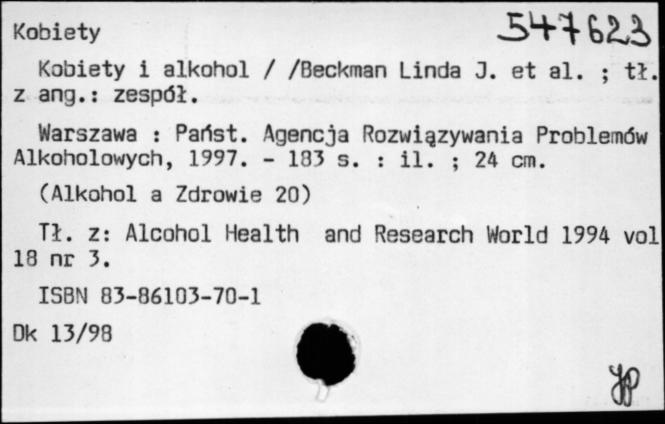 547623
Kobiety
Kobiety i alkohol / /Beckman Linda J. et al. ; tł.
z ang.: zespół.
Warszawa : Państ. Agencja Rozwiązywania Problemów
Alkoholowych, 1997. - 183 s. : il. ; 24 cm.
(Alkohol a Zdrowie 20)
Tł. z: Alcohol Health and Research World 1994 vol
18 nr 3.
ISBN 83-86103-70-1
Dk 13/98